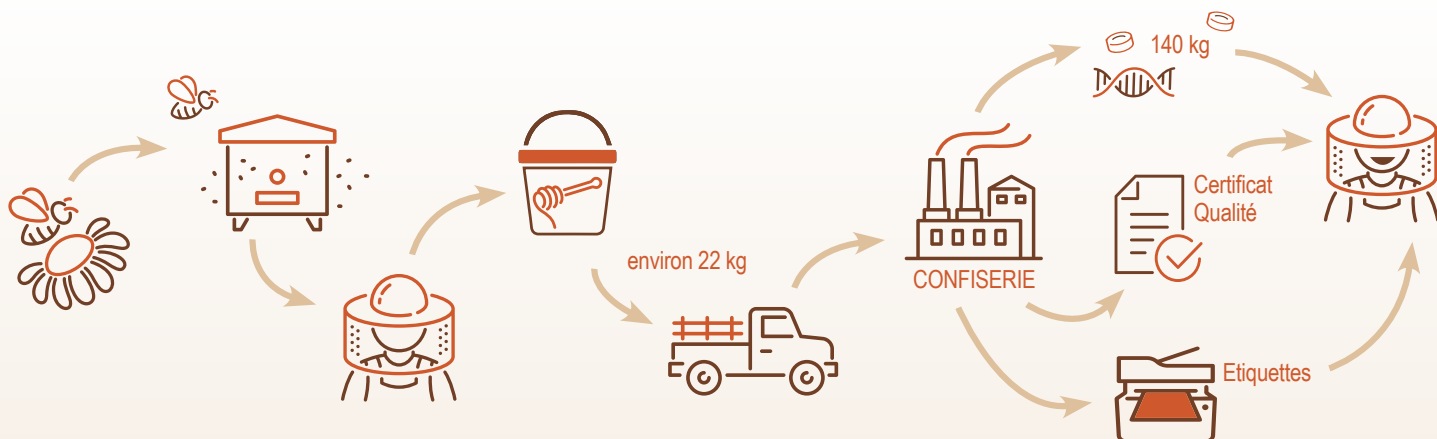 140 kg
Certificat
Qualité
environ 22 kg
CONFISERIE
Etiquettes